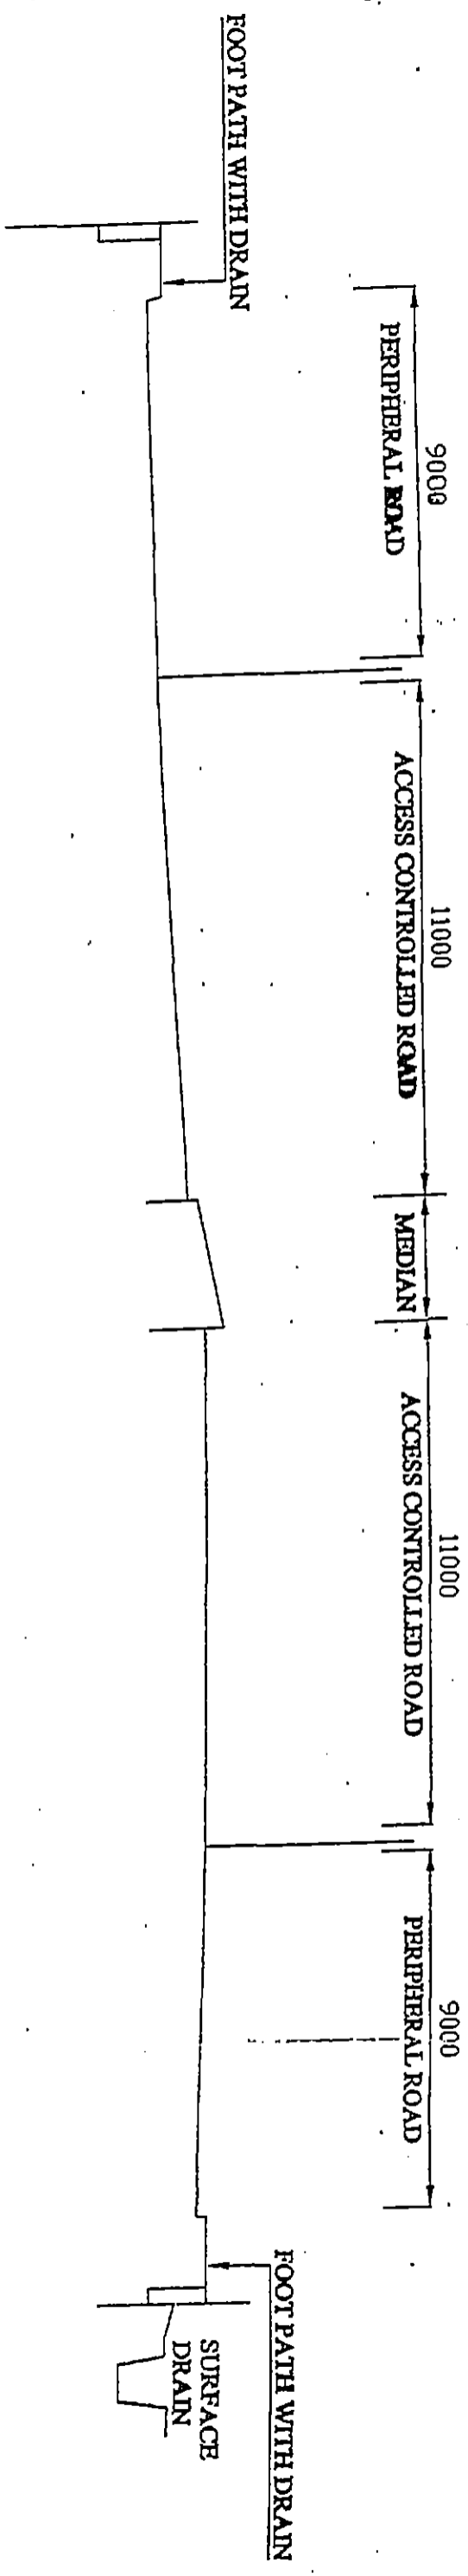 FOOT PATH WITH DRAIN
9000
PERIPHERAL ROAD
11000
ACCESS CONTROLLED ROAD
MEDIAN
11000
ACCESS CONTROLLED ROAD
9000
PERIPHERAL ROAD
FOOT PATH WITH DRAIN
SURFACE
DRAIN